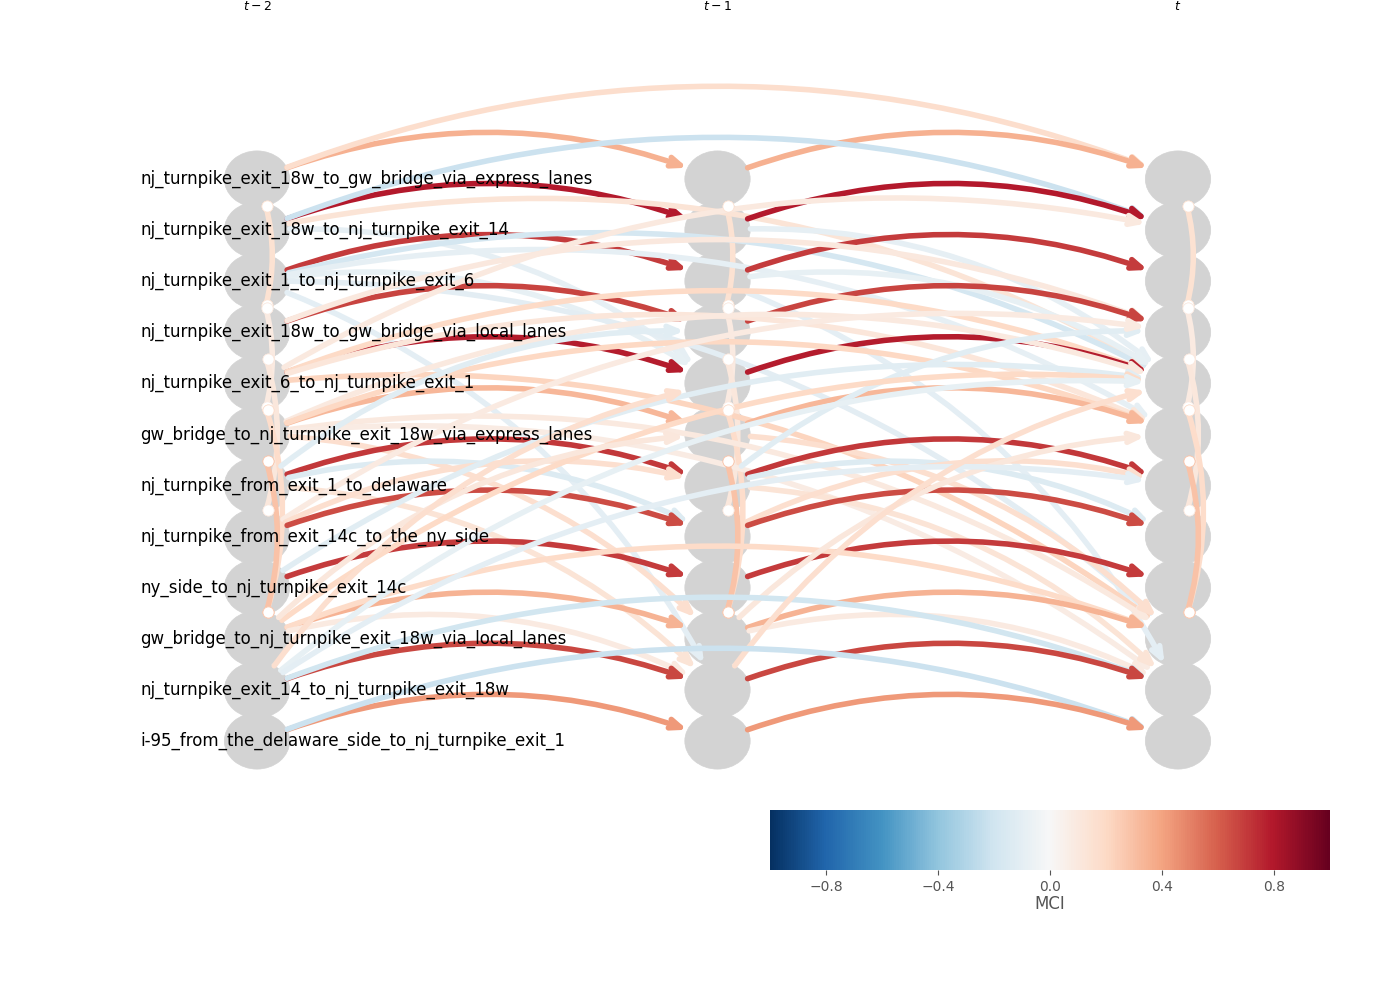 t − 2 t − 1 t
nj_turnpike_exit_18w_to_gw_bridge_via_express_lanes
nj_turnpike_exit_18w_to_nj_turnpike_exit_14
nj_turnpike_exit_1_to_nj_turnpike_exit_6
nj_turnpike_exit_18w_to_gw_bridge_via_local_lanes
nj_turnpike_exit_6_to_nj_turnpike_exit_1
gw_bridge_to_nj_turnpike_exit_18w_via_express_lanes
nj_turnpike_from_exit_1_to_delaware
nj_turnpike_from_exit_14c_to_the_ny_side
ny_side_to_nj_turnpike_exit_14c
gw_bridge_to_nj_turnpike_exit_18w_via_local_lanes
nj_turnpike_exit_14_to_nj_turnpike_exit_18w
i-95_from_the_delaware_side_to_nj_turnpike_exit_1
−0.8 −0.4 0.0 0.4 0.8
MCI